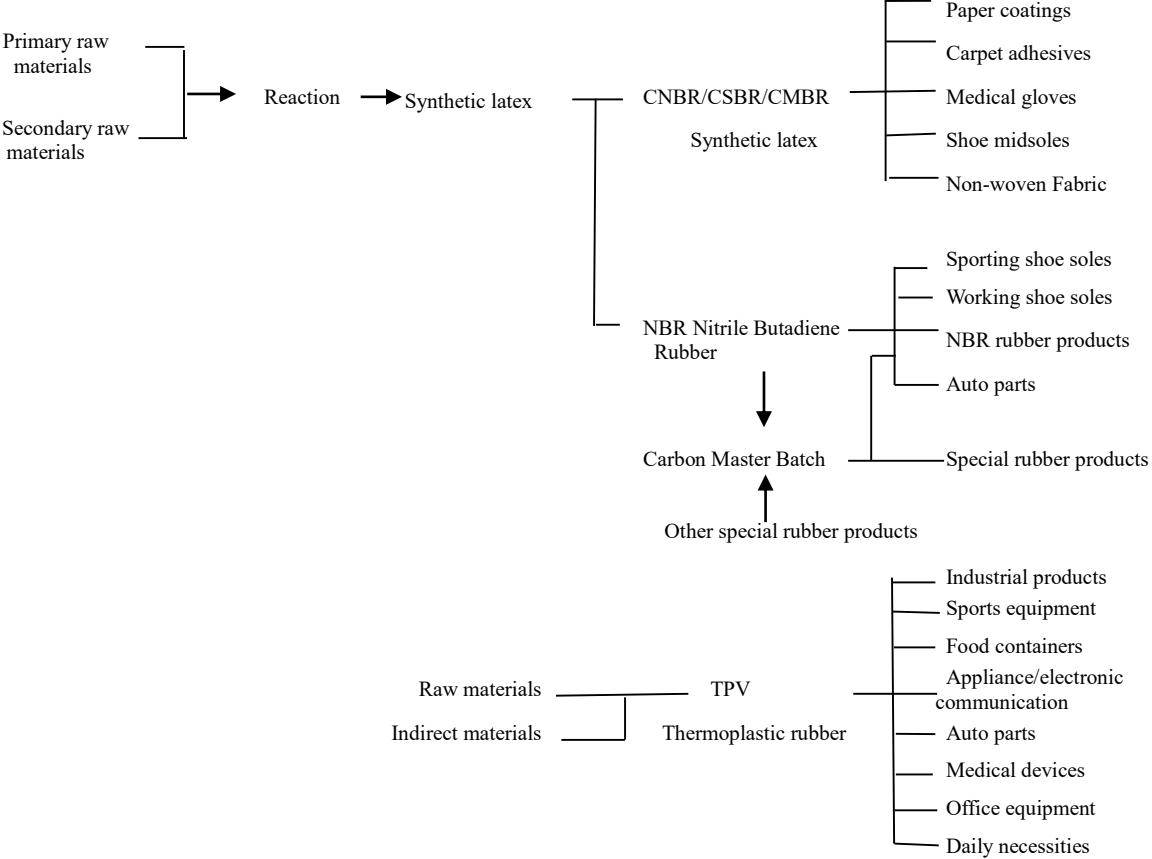 Primary raw
materials
Secondary raw
materials
Reaction
Synthetic latex
CNBR/CSBR/CMBR
Synthetic latex
Paper coatings
Carpet adhesives
Medical gloves
Shoe midsoles
Non-woven Fabric
NBR Nitrile Butadiene
Rubber
Sporting shoe soles
Working shoe soles
NBR rubber products
Auto parts
Carbon Master Batch
Special rubber products
Other special rubber products
Raw materials
Indirect materials
TPV
Thermoplastic rubber
Industrial products
Sports equipment
Food containers
Appliance/electronic
communication
Auto parts
Medical devices
Office equipment
Daily necessities